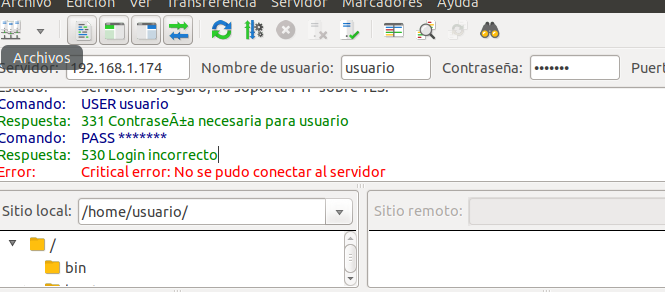 Archivo Edición Ver Transferencia Servidor Marcadores Ayuda
Archivos
Servidor: 192.168.1.174 Nombre de usuario: usuario Contraseña: ••••••• Puert
Estado: Servidor no seguro, no soporta FTP sobre TLS.
Comando: USER usuario
Respuesta: 331 ContraseÃ±a necesaria para usuario
Comando: PASS *******
Respuesta: 530 Login incorrecto
Error: Critical error: No se pudo conectar al servidor
Sitio local: /home/usuario/ Sitio remoto:
/
bin